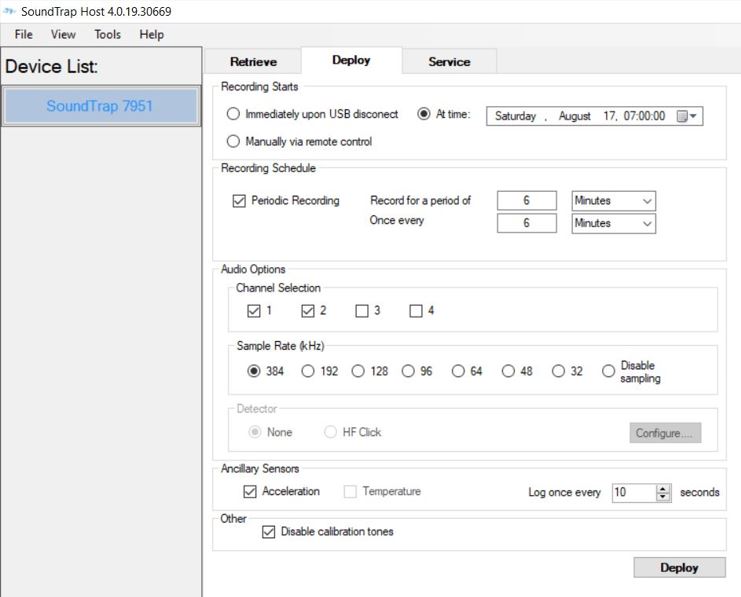 SoundTrap Host 4.0.19.30669
File View Tools Help
Device List:
SoundTrap 7951
Retrieve Deploy Service
Recording Starts
Immediately upon USB disconect At time: Saturday , August 17, 07:00:00
Manually via remote control
Recording Schedule
Periodic Recording Record for a period of 6 Minutes
Once every 6 Minutes
Audio Options
Channel Selection
1 2 3 4
Sample Rate (kHz)
384 192 128 96 64 48 32 Disable sampling
Detector
None HF Click Configure....
Ancillary Sensors
Acceleration Temperature Log once every 10 seconds
Other
Disable calibration tones
Deploy